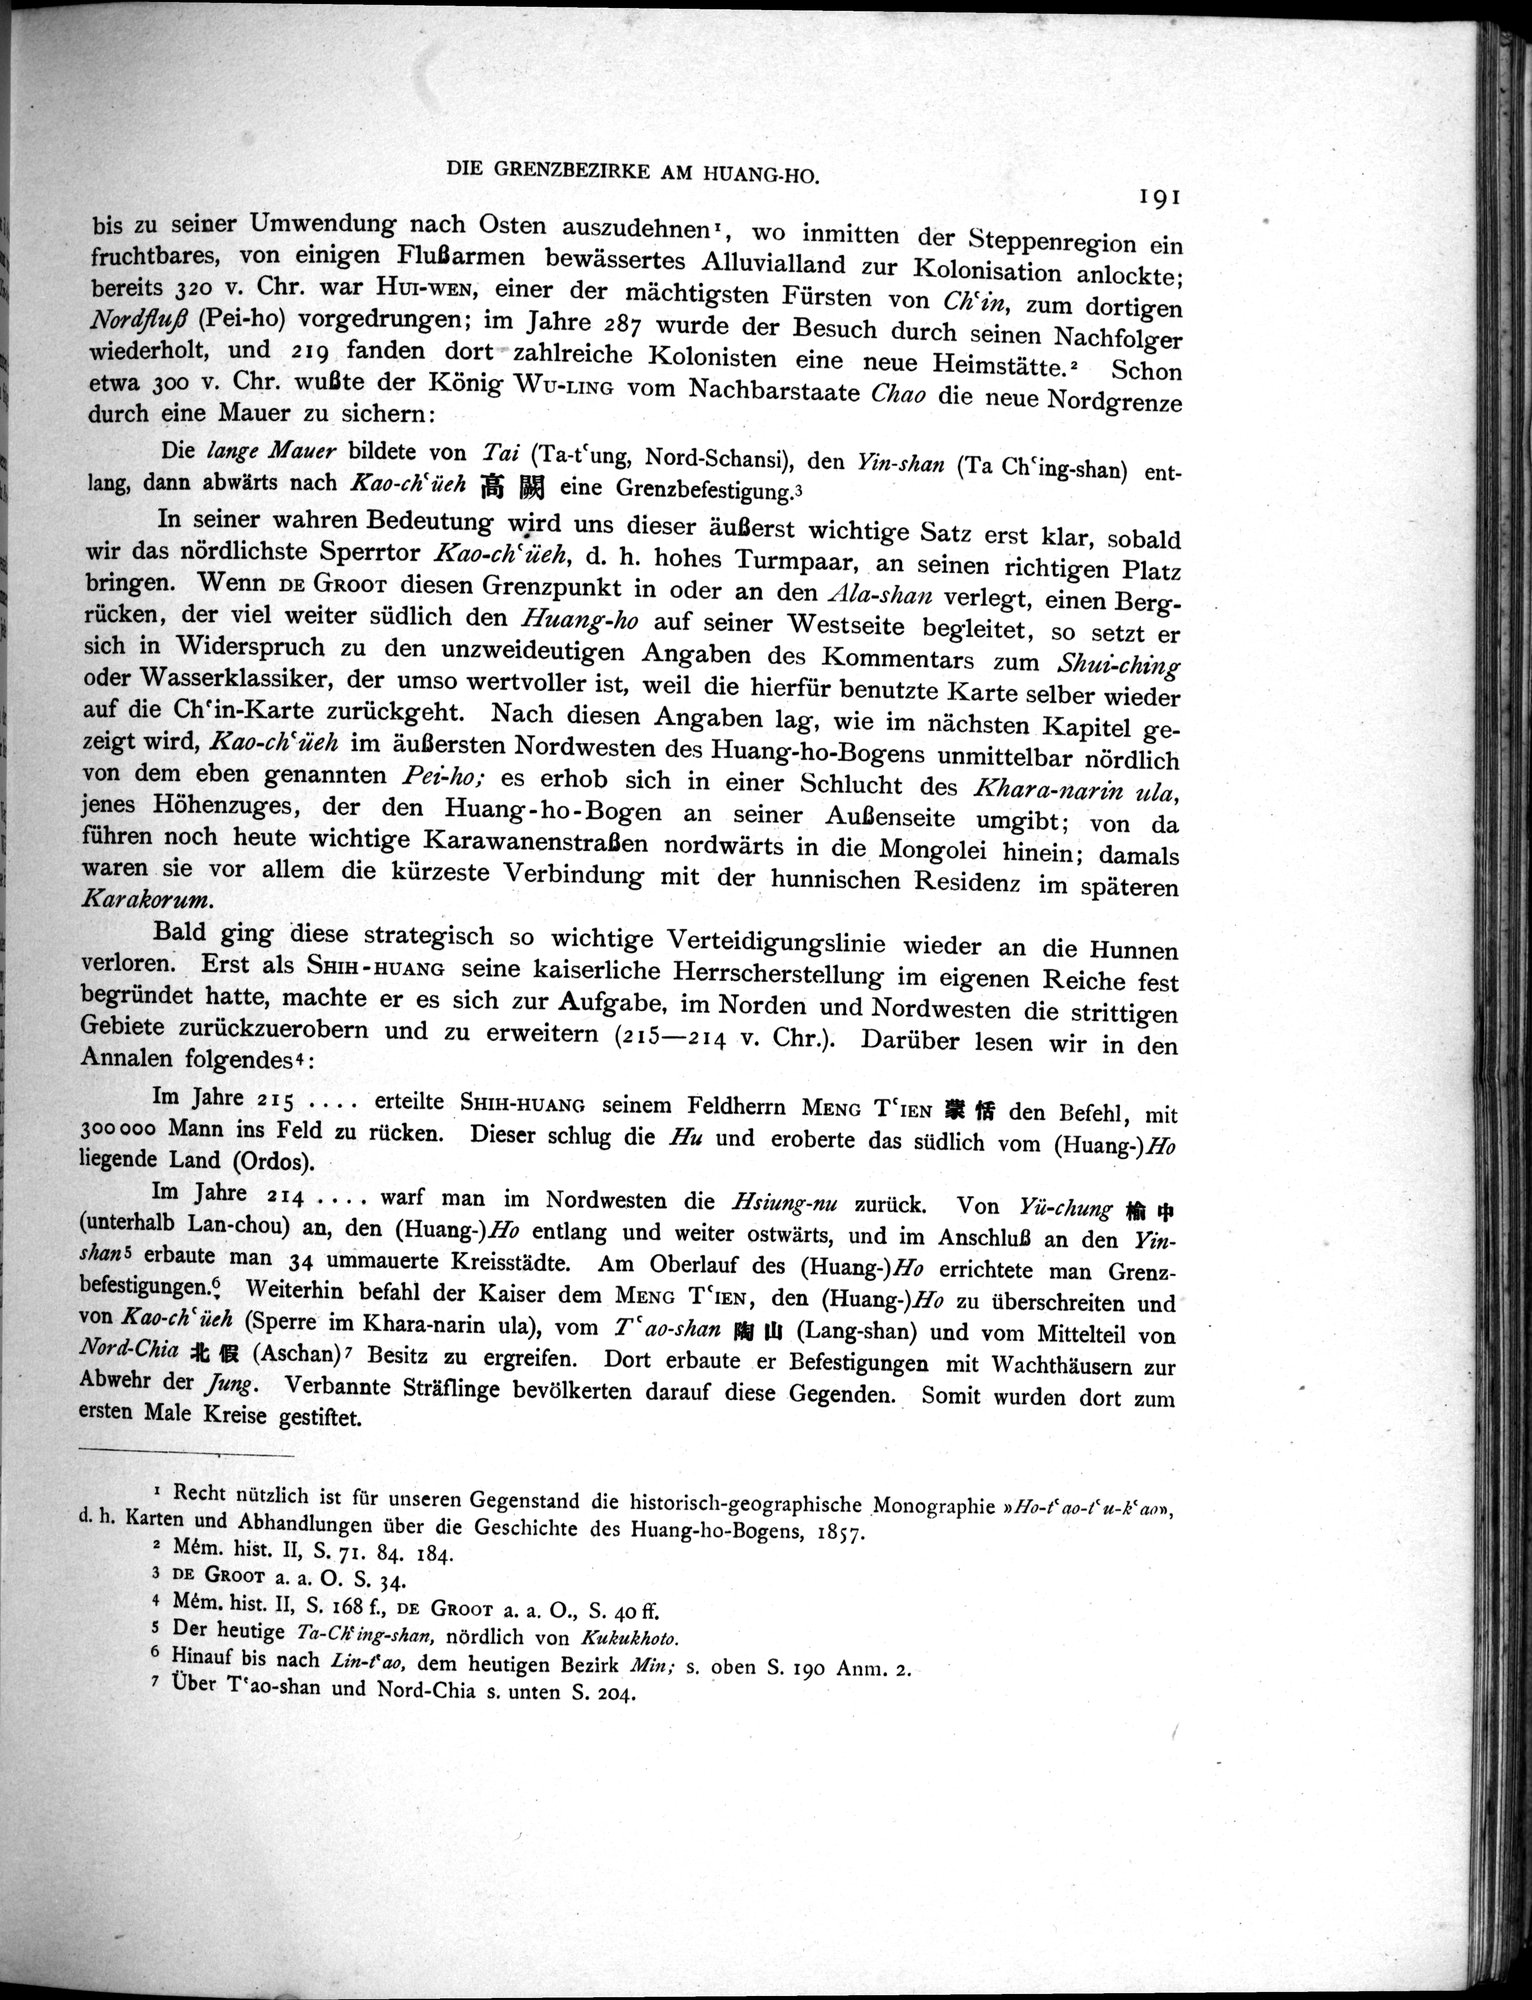 DIE GRENZBEZIRKE AM HUANG-HO.
191
bis zu seiner Umwendung nach Osten auszudehnen¹, wo inmitten der Steppenregion ein
fruchtbares, von einigen Flußarmen bewässertes Alluvialland zur Kolonisation anlockte;
bereits 320 v. Chr. war HUI-WEN, einer der mächtigsten Fürsten von Chʿin, zum dortigen
Nordfluß (Pei-ho) vorgedrungen; im Jahre 287 wurde der Besuch durch seinen Nachfolger
wiederholt, und 219 fanden dort zahlreiche Kolonisten eine neue Heimstätte.² Schon
etwa 300 v. Chr. wußte der König WU-LING vom Nachbarstaate Chao die neue Nordgrenze
durch eine Mauer zu sichern:
Die lange Mauer bildete von Tai (Ta-tʿung, Nord-Schansi), den Yin-shan (Ta Chʿing-shan) ent-
lang, dann abwärts nach Kao-chʿüeh 高闕 eine Grenzbefestigung.³
In seiner wahren Bedeutung wird uns dieser äußerst wichtige Satz erst klar, sobald
wir das nördlichste Sperrtor Kao-chʿüeh, d. h. hohes Turmpaar, an seinen richtigen Platz
bringen. Wenn DE GROOT diesen Grenzpunkt in oder an den Ala-shan verlegt, einen Berg-
rücken, der viel weiter südlich den Huang-ho auf seiner Westseite begleitet, so setzt er
sich in Widerspruch zu den unzweideutigen Angaben des Kommentars zum Shui-ching
oder Wasserklassiker, der umso wertvoller ist, weil die hierfür benutzte Karte selber wieder
auf die Chʿin-Karte zurückgeht. Nach diesen Angaben lag, wie im nächsten Kapitel ge-
zeigt wird, Kao-chʿüeh im äußersten Nordwesten des Huang-ho-Bogens unmittelbar nördlich
von dem eben genannten Pei-ho; es erhob sich in einer Schlucht des Khara-narin ula,
jenes Höhenzuges, der den Huang-ho-Bogen an seiner Außenseite umgibt; von da
führen noch heute wichtige Karawanenstraßen nordwärts in die Mongolei hinein; damals
waren sie vor allem die kürzeste Verbindung mit der hunnischen Residenz im späteren
Karakorum.
Bald ging diese strategisch so wichtige Verteidigungslinie wieder an die Hunnen
verloren. Erst als SHIH-HUANG seine kaiserliche Herrscherstellung im eigenen Reiche fest
begründet hatte, machte er es sich zur Aufgabe, im Norden und Nordwesten die strittigen
Gebiete zurückzuerobern und zu erweitern (215—214 v. Chr.). Darüber lesen wir in den
Annalen folgendes⁴:
Im Jahre 215 .... erteilte SHIH-HUANG seinem Feldherrn MENG TʿIEN 蒙恬 den Befehl, mit
300000 Mann ins Feld zu rücken. Dieser schlug die Hu und eroberte das südlich vom (Huang-)Ho
liegende Land (Ordos).
Im Jahre 214 .... warf man im Nordwesten die Hsiung-nu zurück. Von Yü-chung 榆中
(unterhalb Lan-chou) an, den (Huang-)Ho entlang und weiter ostwärts, und im Anschluß an den Yin-
shan⁵ erbaute man 34 ummauerte Kreisstädte. Am Oberlauf des (Huang-)Ho errichtete man Grenz-
befestigungen.⁶ Weiterhin befahl der Kaiser dem MENG TʿIEN, den (Huang-)Ho zu überschreiten und
von Kao-chʿüeh (Sperre im Khara-narin ula), vom Tʿao-shan 陶山 (Lang-shan) und vom Mittelteil von
Nord-Chia 北假 (Aschan)⁷ Besitz zu ergreifen. Dort erbaute er Befestigungen mit Wachthäusern zur
Abwehr der Jung. Verbannte Sträflinge bevölkerten darauf diese Gegenden. Somit wurden dort zum
ersten Male Kreise gestiftet.
¹ Recht nützlich ist für unseren Gegenstand die historisch-geographische Monographie »Ho-tʿao-tʿu-kʿao»,
d. h. Karten und Abhandlungen über die Geschichte des Huang-ho-Bogens, 1857.
² Mém. hist. II, S. 71. 84. 184.
³ DE GROOT a. a. O. S. 34.
⁴ Mém. hist. II, S. 168 f., DE GROOT a. a. O., S. 40 ff.
⁵ Der heutige Ta-Chʿing-shan, nördlich von Kukukhoto.
⁶ Hinauf bis nach Lin-tʿao, dem heutigen Bezirk Min; s. oben S. 190 Anm. 2.
⁷ Über Tʿao-shan und Nord-Chia s. unten S. 204.